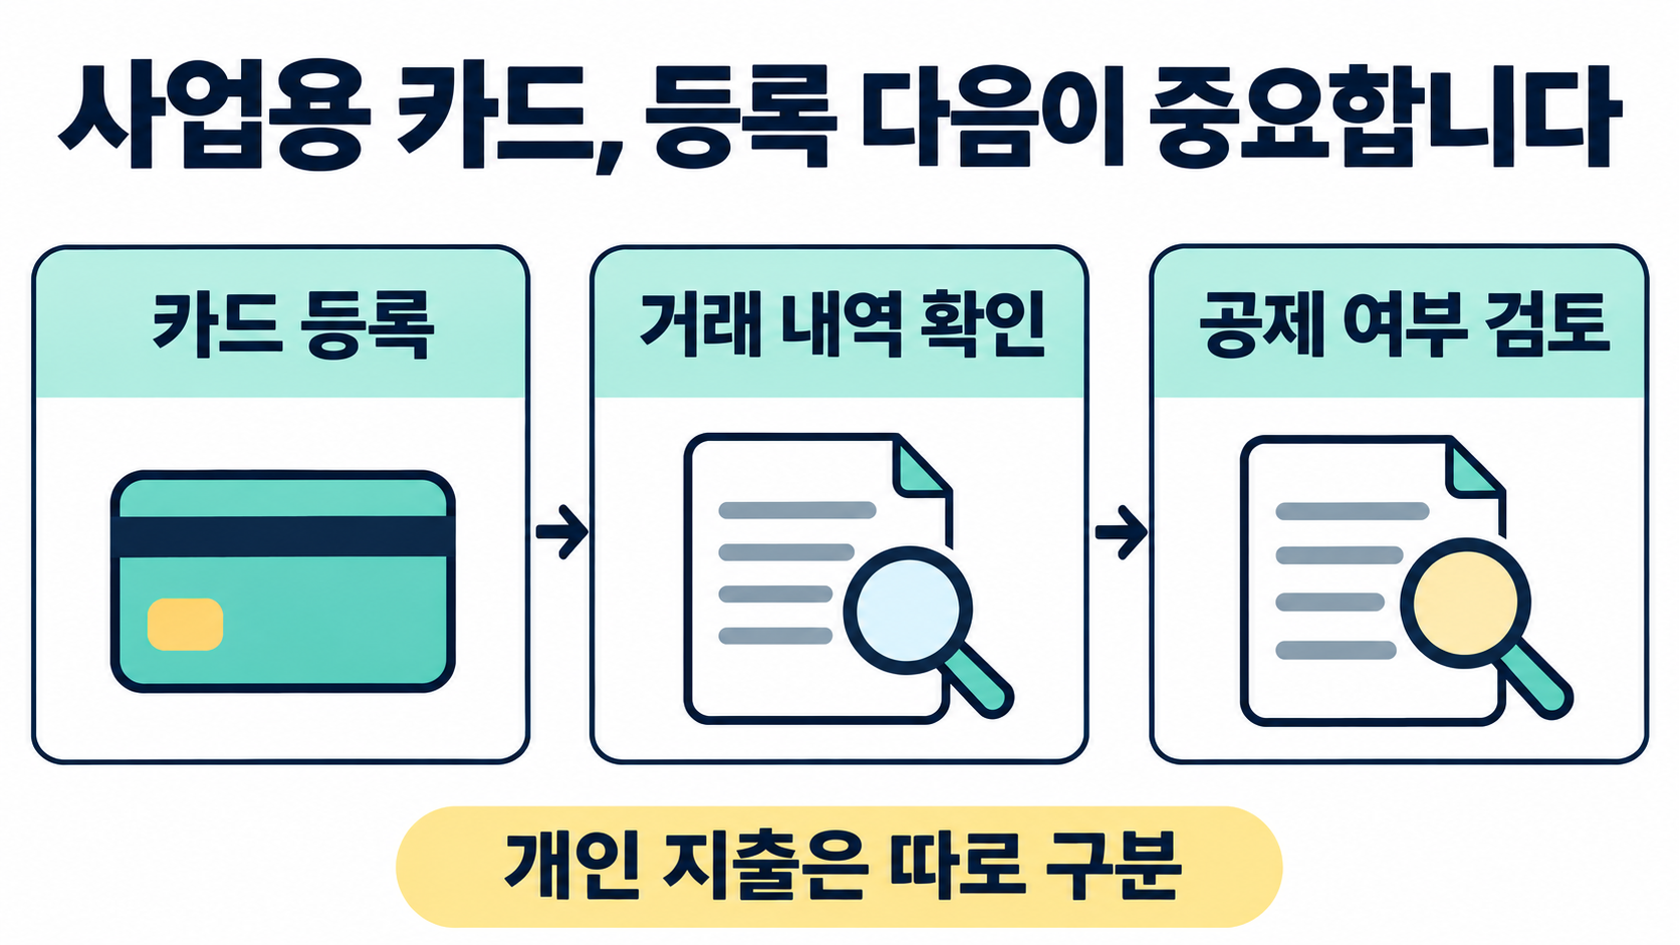 사업용 카드, 등록 다음이 중요합니다
카드 등록
거래 내역 확인
공제 여부 검토
개인 지출은 따로 구분